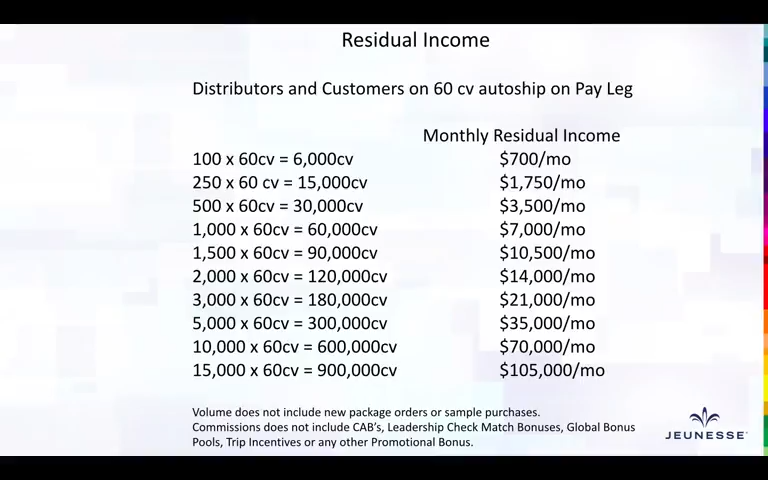 Residual Income
Distributors and Customers on 60 cv autoship on Pay Leg
Monthly Residual Income
100 x 60cv = 6,000cv $700/mo
250 x 60 cv = 15,000cv $1,750/mo
500 x 60cv = 30,000cv $3,500/mo
1,000 x 60cv = 60,000cv $7,000/mo
1,500 x 60cv = 90,000cv $10,500/mo
2,000 x 60cv = 120,000cv $14,000/mo
3,000 x 60cv = 180,000cv $21,000/mo
5,000 x 60cv = 300,000cv $35,000/mo
10,000 x 60cv = 600,000cv $70,000/mo
15,000 x 60cv = 900,000cv $105,000/mo
Volume does not include new package orders or sample purchases.
Commissions does not include CAB's, Leadership Check Match Bonuses, Global Bonus
Pools, Trip Incentives or any other Promotional Bonus.
JEUNESSE